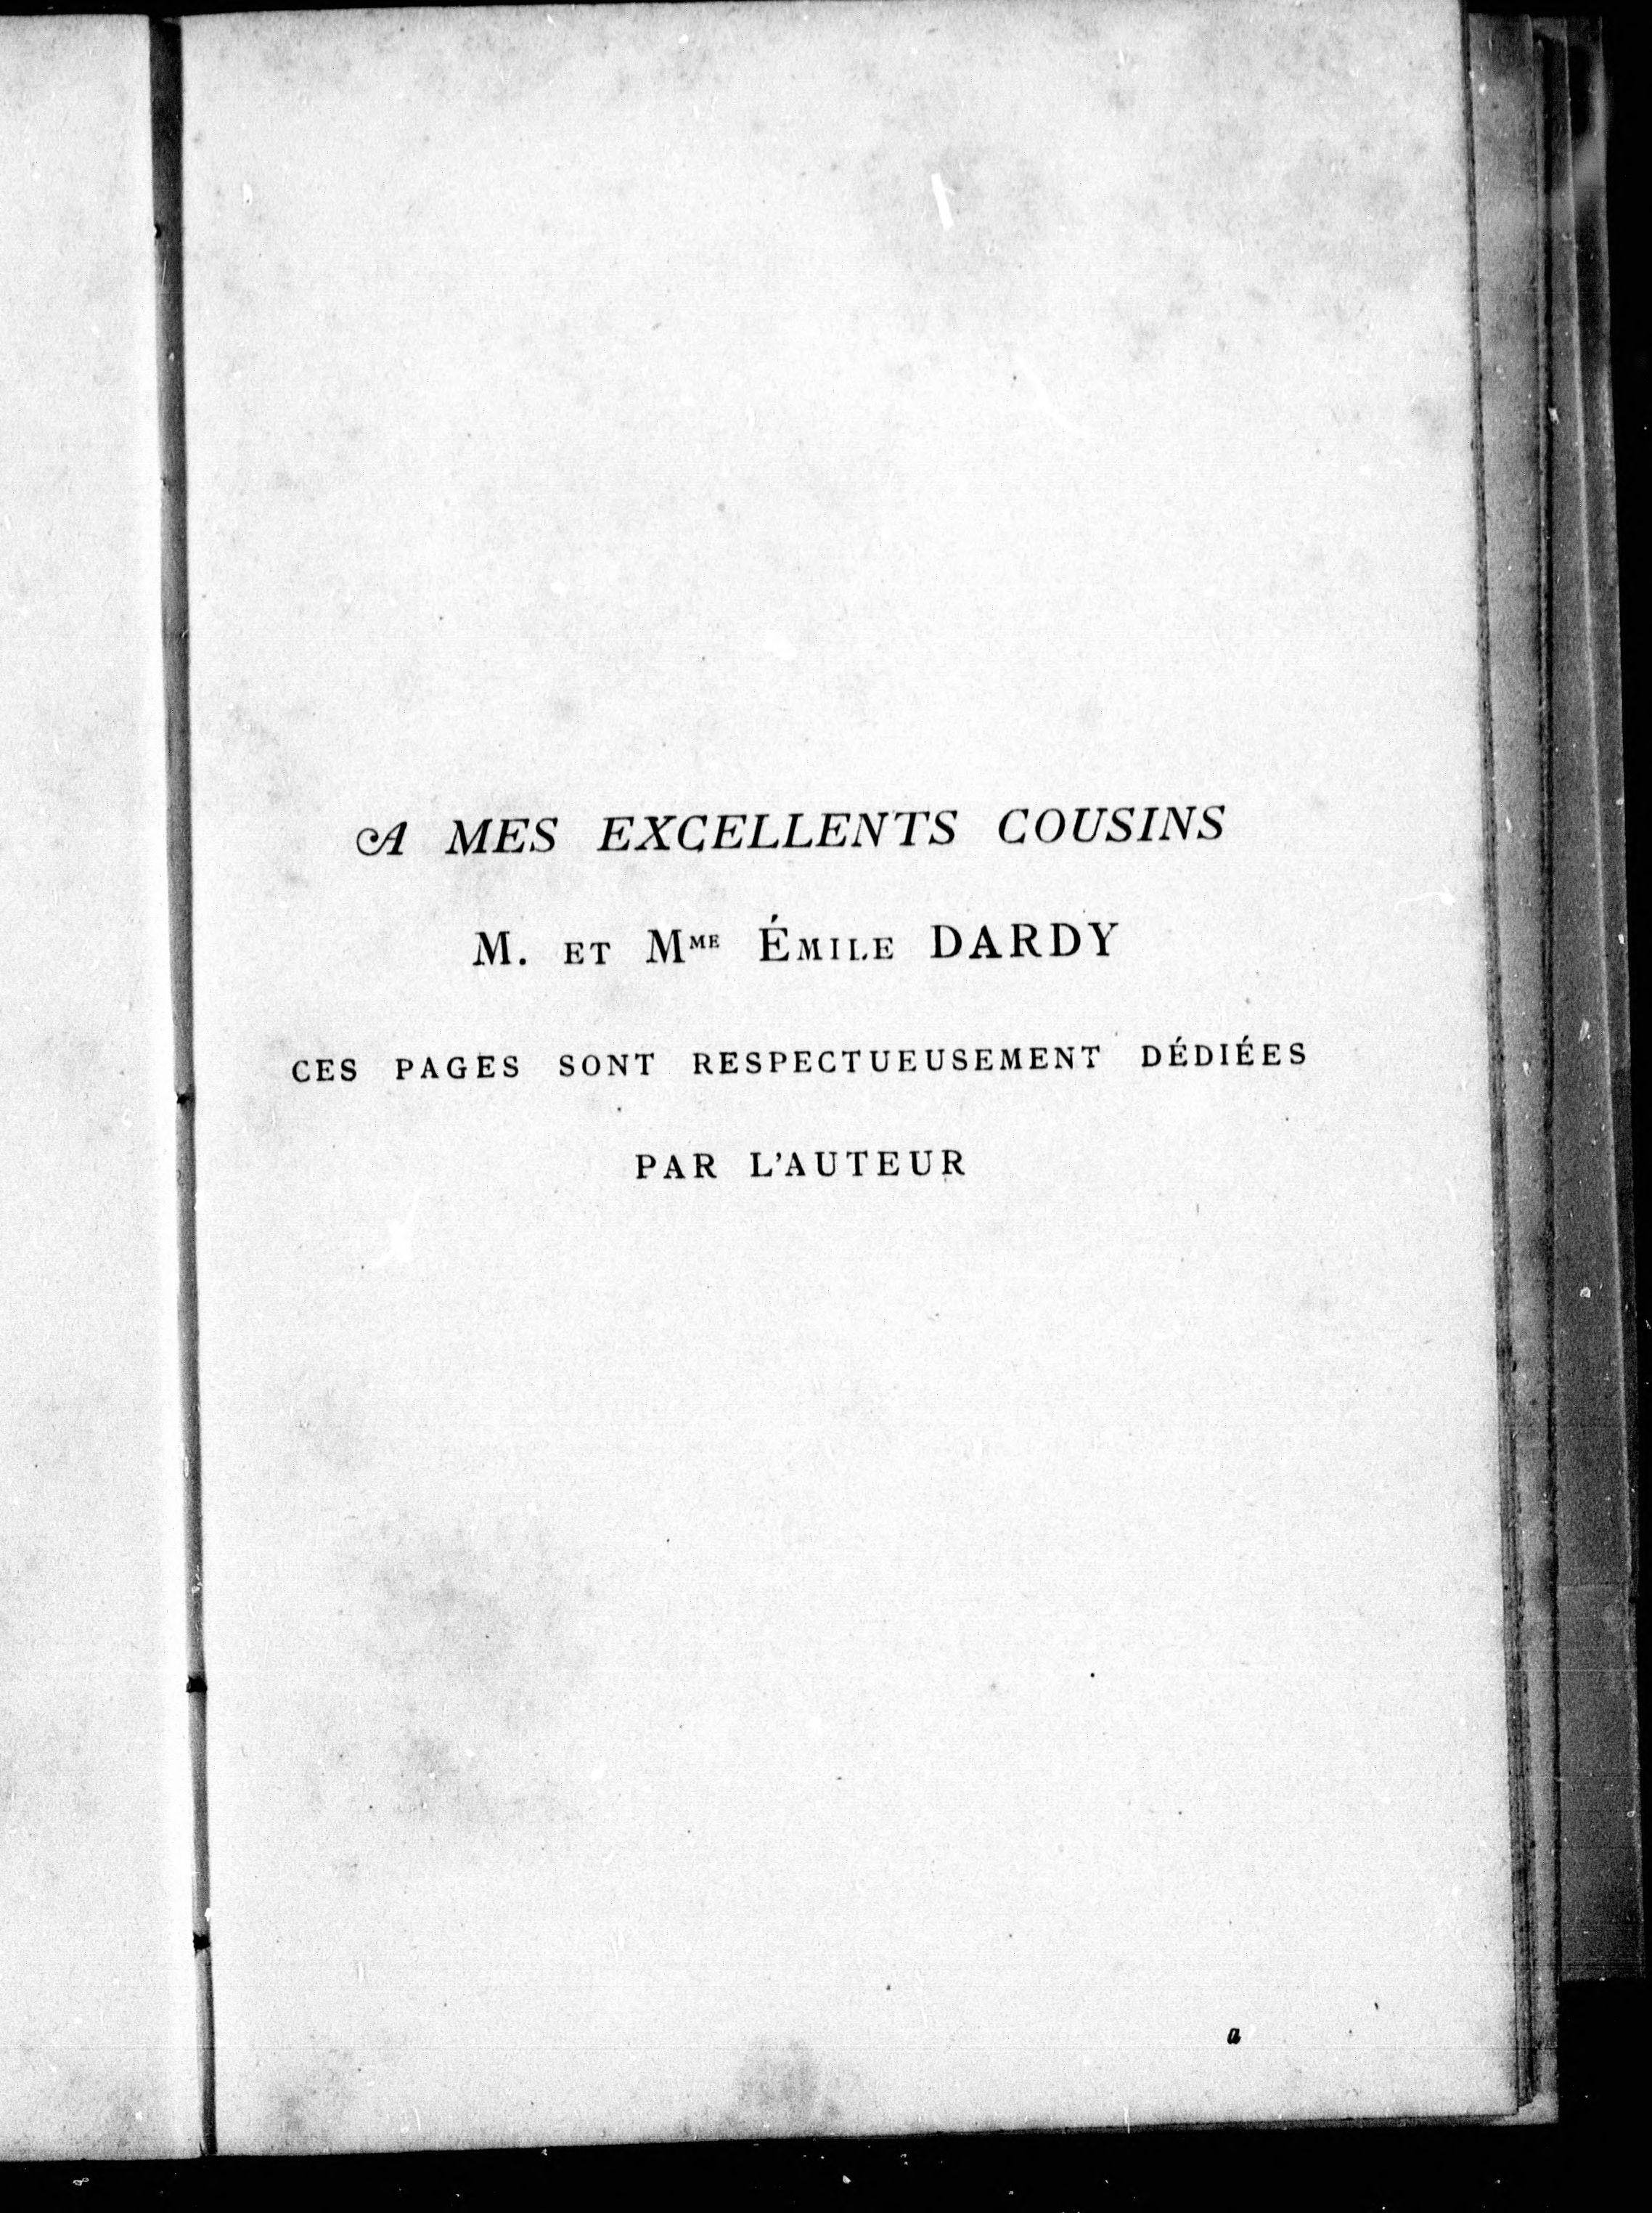 A MES EXCELLENTS COUSINS
M. ET MME ÉMILE DARDY
CES PAGES SONT RESPECTUEUSEMENT DÉDIÉES
PAR L'AUTEUR
a